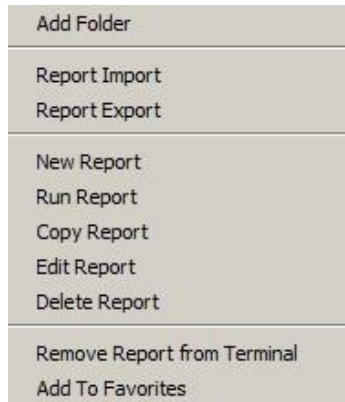 Add Folder
Report Import
Report Export
New Report
Run Report
Copy Report
Edit Report
Delete Report
Remove Report from Terminal
Add To Favorites